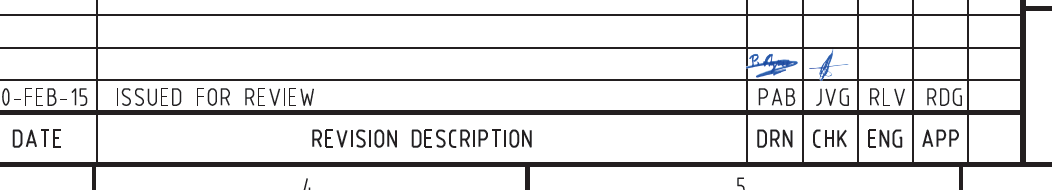 0-FEB-15 ISSUED FOR REVIEW PAB JVG RLV RDG
DATE REVISION DESCRIPTION DRN CHK ENG APP
4 5